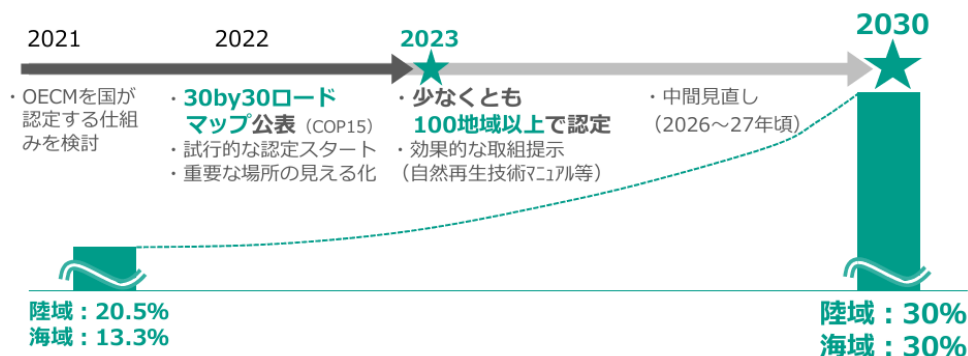 2021
2022
2023
2030
・OECMを国が
認定する仕組
みを検討
・30by30ロード
マップ公表（COP15）
・試行的な認定スタート
・重要な場所の見える化
・少なくとも
100地域以上で認定
・効果的な取組提示
（自然再生技術ﾏﾆｭｱﾙ等）
・中間見直し
（2026～27年頃）
陸域：20.5%
海域：13.3%
陸域：30%
海域：30%